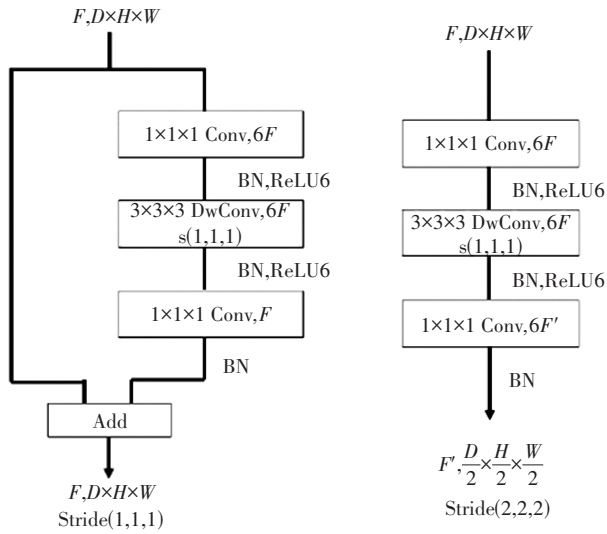 F,D×H×W
1×1×1 Conv,6F
BN,ReLU6
3×3×3 DwConv,6F
s(1,1,1)
BN,ReLU6
1×1×1 Conv,F
BN
Add
F,D×H×W
Stride(1,1,1)
F,D×H×W
1×1×1 Conv,6F
BN,ReLU6
3×3×3 DwConv,6F
s(1,1,1)
BN,ReLU6
1×1×1 Conv,6F′
BN
F′,D/2×H/2×W/2
Stride(2,2,2)